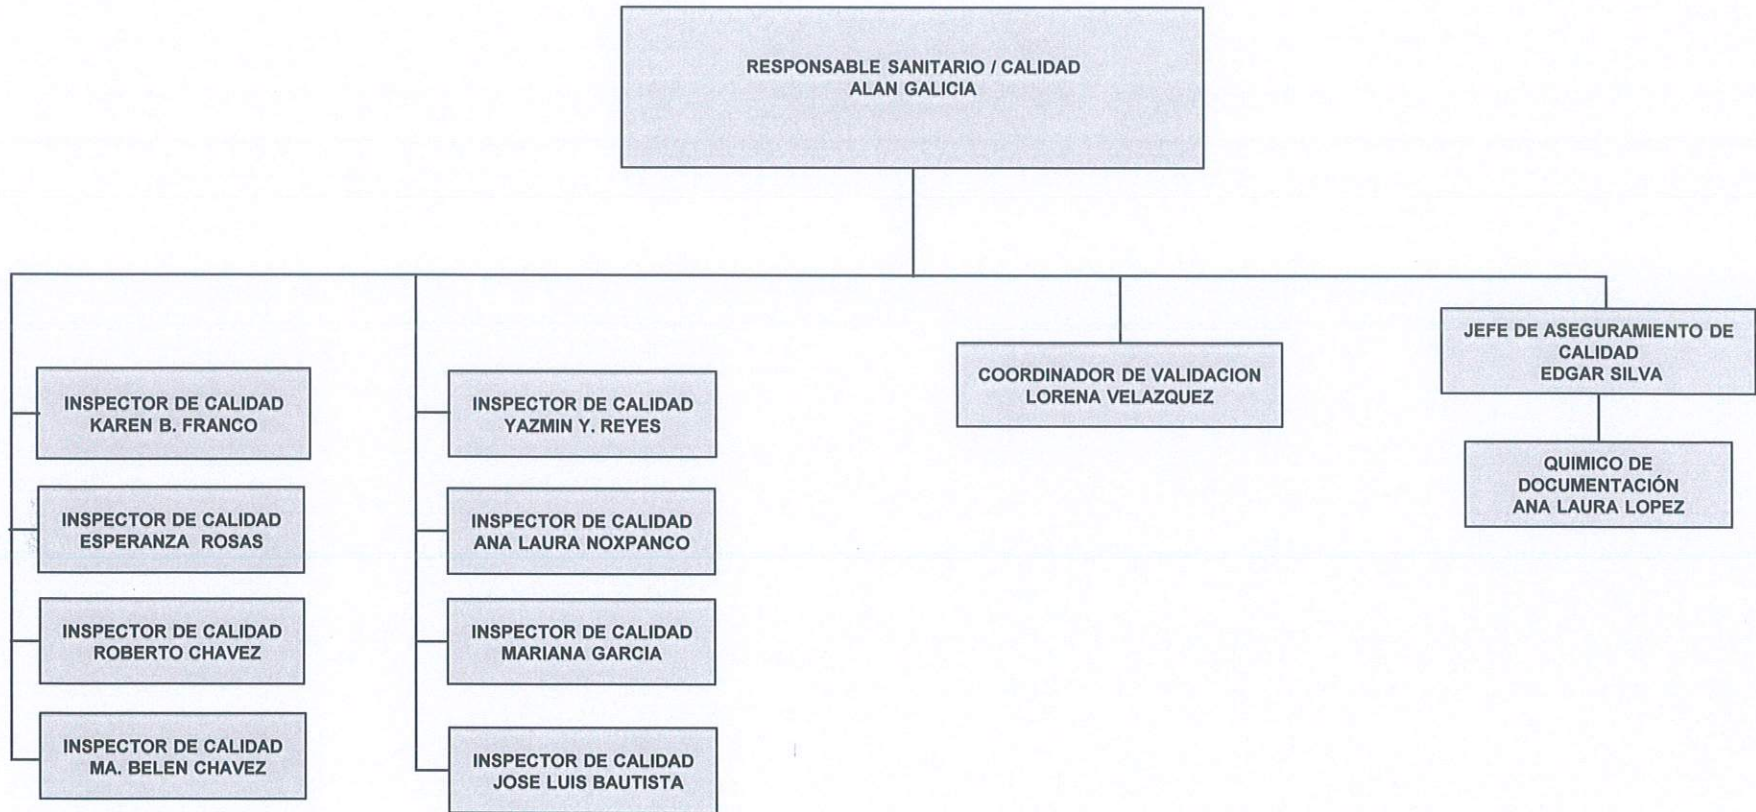 RESPONSABLE SANITARIO / CALIDAD
ALAN GALICIA
INSPECTOR DE CALIDAD
KAREN B. FRANCO
INSPECTOR DE CALIDAD
ESPERANZA ROSAS
INSPECTOR DE CALIDAD
ROBERTO CHAVEZ
INSPECTOR DE CALIDAD
MA. BELEN CHAVEZ
INSPECTOR DE CALIDAD
YAZMIN Y. REYES
INSPECTOR DE CALIDAD
ANA LAURA NOXPANCO
INSPECTOR DE CALIDAD
MARIANA GARCIA
INSPECTOR DE CALIDAD
JOSE LUIS BAUTISTA
COORDINADOR DE VALIDACION
LORENA VELAZQUEZ
JEFE DE ASEGURAMIENTO DE
CALIDAD
EDGAR SILVA
QUIMICO DE
DOCUMENTACIÓN
ANA LAURA LOPEZ